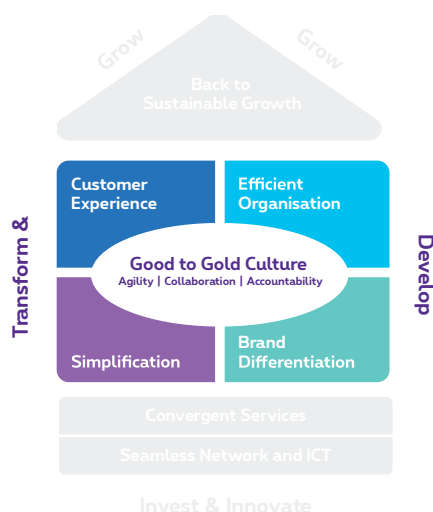 Grow
Grow
Back to
Sustainable Growth
Transform &
Develop
Customer
Experience
Efficient
Organisation
Good to Gold Culture
Agility | Collaboration | Accountability
Simplification
Brand
Differentiation
Convergent Services
Seamless Network and ICT
Invest & Innovate